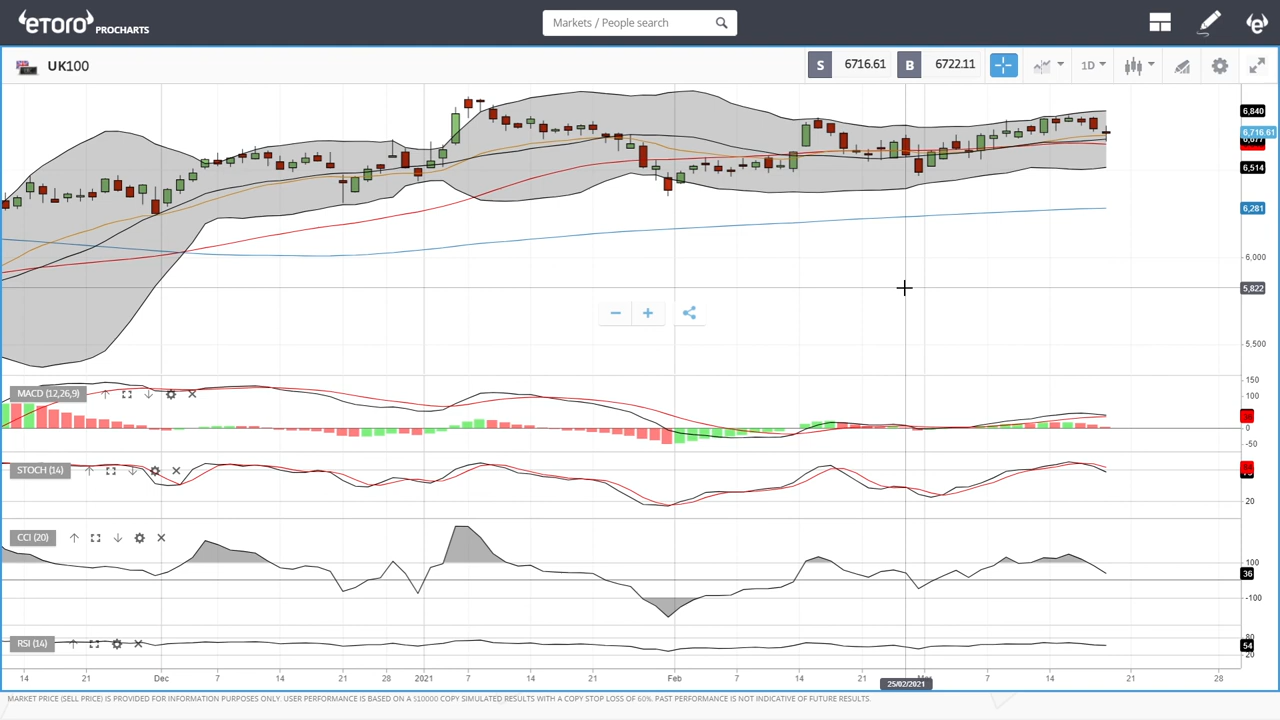 eToro PROCHARTS
Markets / People search
UK100
S 6716.61 B 6722.11 1D
6,840
6,716.61
6,514
6,281
6,000
5,822
5,500
MACD (12,26,9)
150
100
0
-50
STOCH (14)
20
CCI (20)
100
36
-100
RSI (14)
80
54
20
14 21 Dec 7 14 21 28 2021 7 14 21 Feb 7 14 21 7 14 21 28
25/02/2021
MARKET PRICE (SELL PRICE) IS PROVIDED FOR INFORMATION PURPOSES ONLY. USER PERFORMANCE IS BASED ON A $10000 COPY SIMULATED RESULTS WITH A COPY STOP LOSS OF 60%. PAST PERFORMANCE IS NOT INDICATIVE OF FUTURE RESULTS.